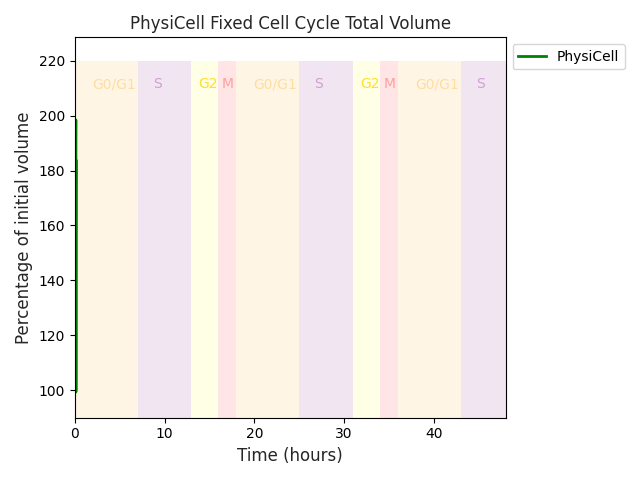 PhysiCell Fixed Cell Cycle Total Volume
PhysiCell
220
G0/G1 S G2 M G0/G1 S G2 M G0/G1 S
200
180
160
140
120
100
Percentage of initial volume
0 10 20 30 40
Time (hours)